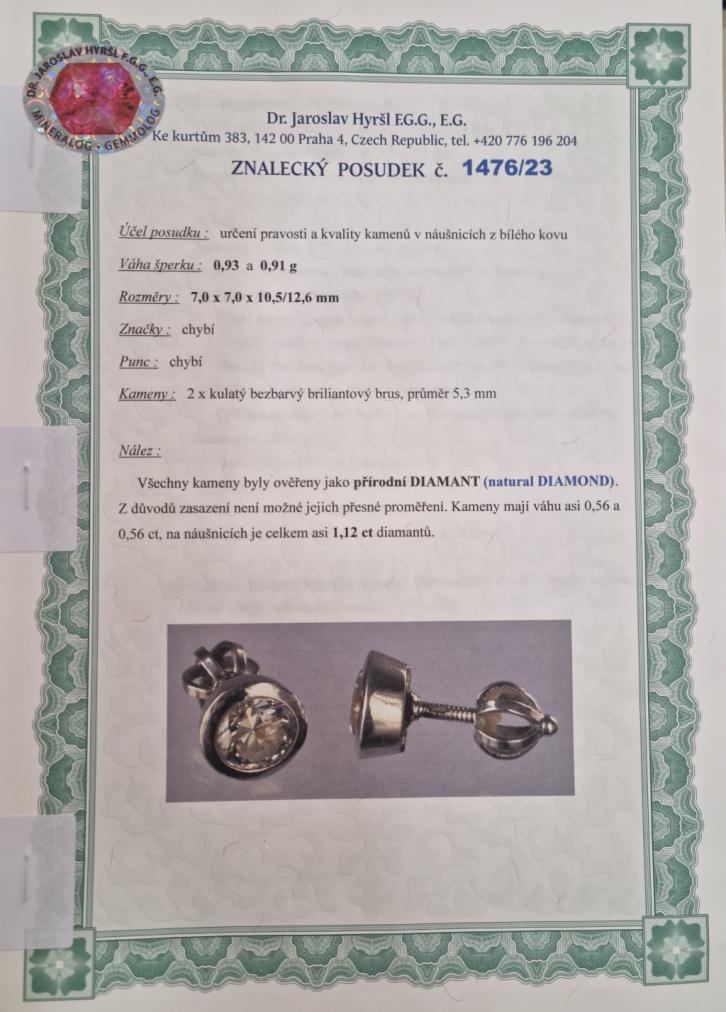 DR. JAROSLAV HYRŠL F.G.G., E.G.
MINERALOG • GEMMOLOG •
Dr. Jaroslav Hyršl F.G.G., E.G.
Ke kurtům 383, 142 00 Praha 4, Czech Republic, tel. +420 776 196 204
ZNALECKÝ POSUDEK č. 1476/23
Účel posudku : určení pravosti a kvality kamenů v náušnicích z bílého kovu
Váha šperku : 0,93 a 0,91 g
Rozměry : 7,0 x 7,0 x 10,5/12,6 mm
Značky : chybí
Punc : chybí
Kameny : 2 x kulatý bezbarvý briliantový brus, průměr 5,3 mm
Nález :
Všechny kameny byly ověřeny jako přírodní DIAMANT (natural DIAMOND).
Z důvodů zasazení není možné jejich přesné proměření. Kameny mají váhu asi 0,56 a
0,56 ct, na náušnicích je celkem asi 1,12 ct diamantů.